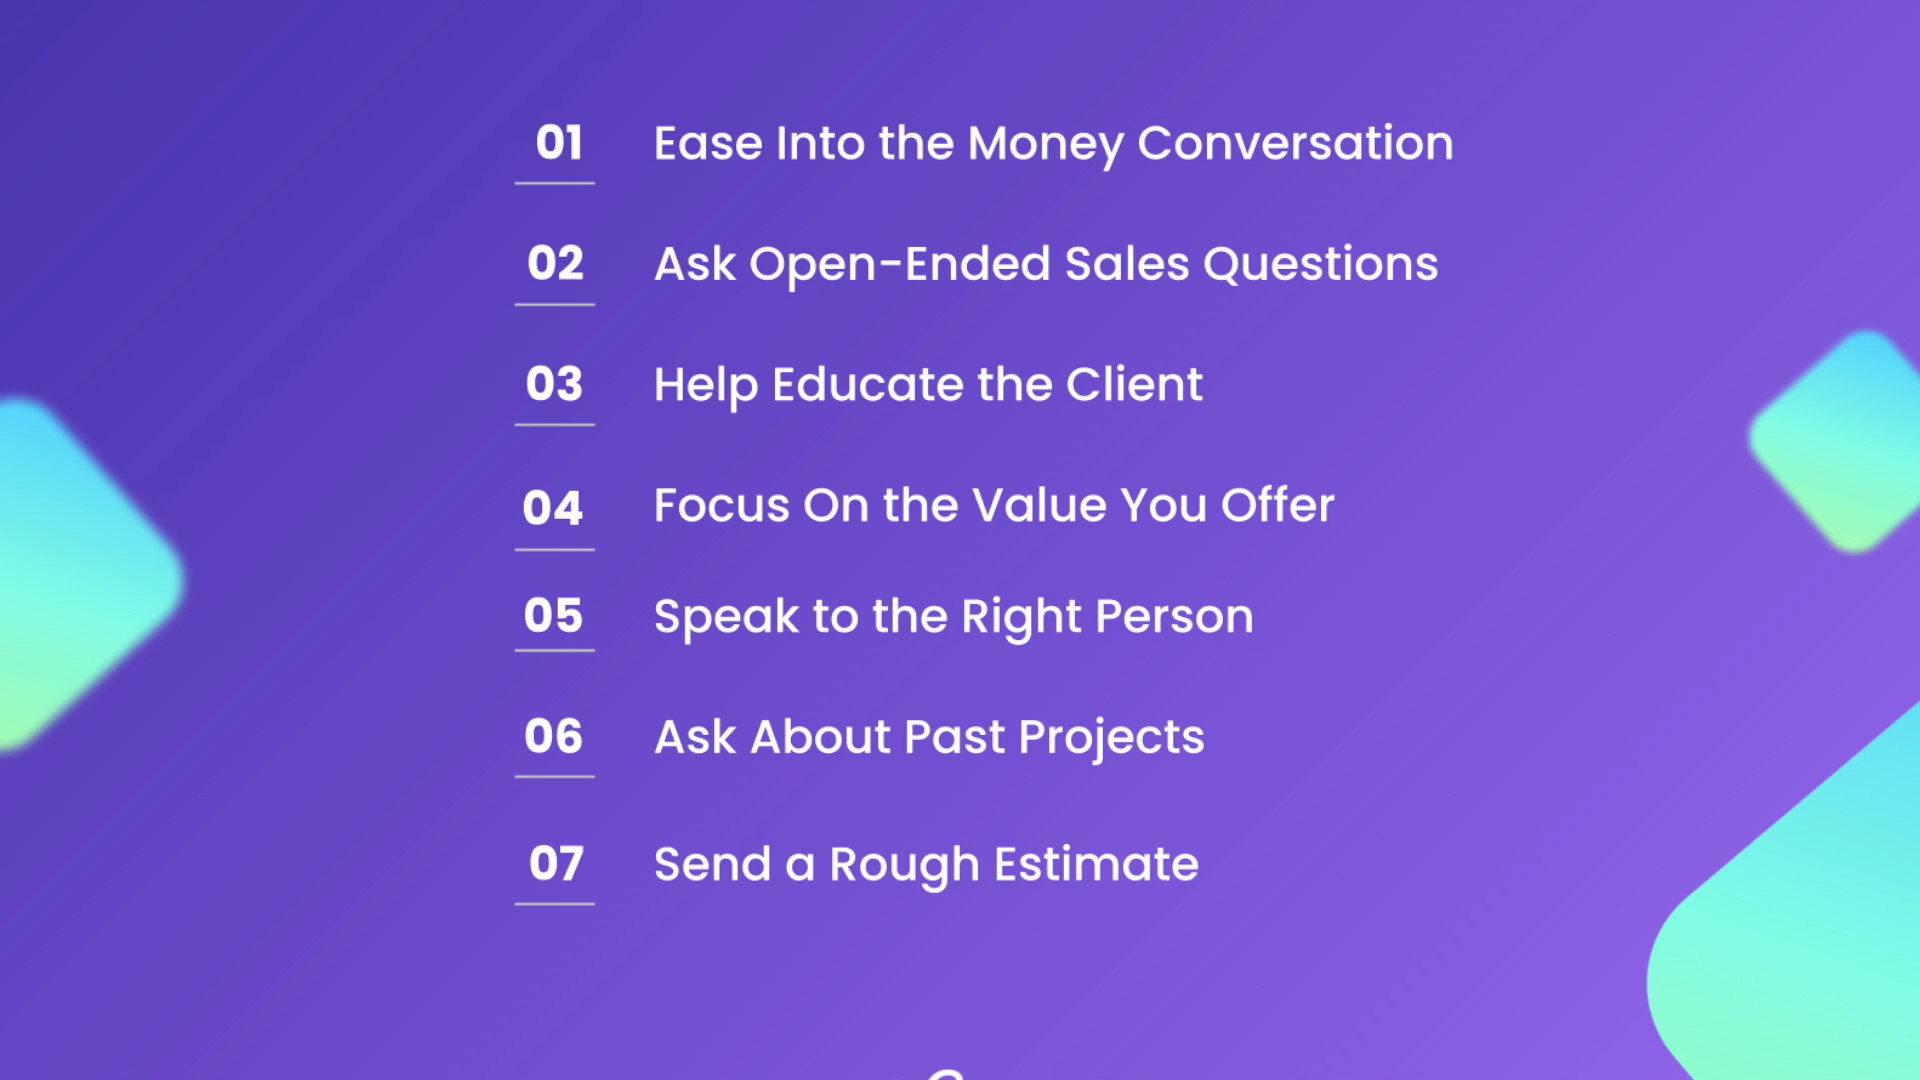 01 Ease Into the Money Conversation
02 Ask Open-Ended Sales Questions
03 Help Educate the Client
04 Focus On the Value You Offer
05 Speak to the Right Person
06 Ask About Past Projects
07 Send a Rough Estimate